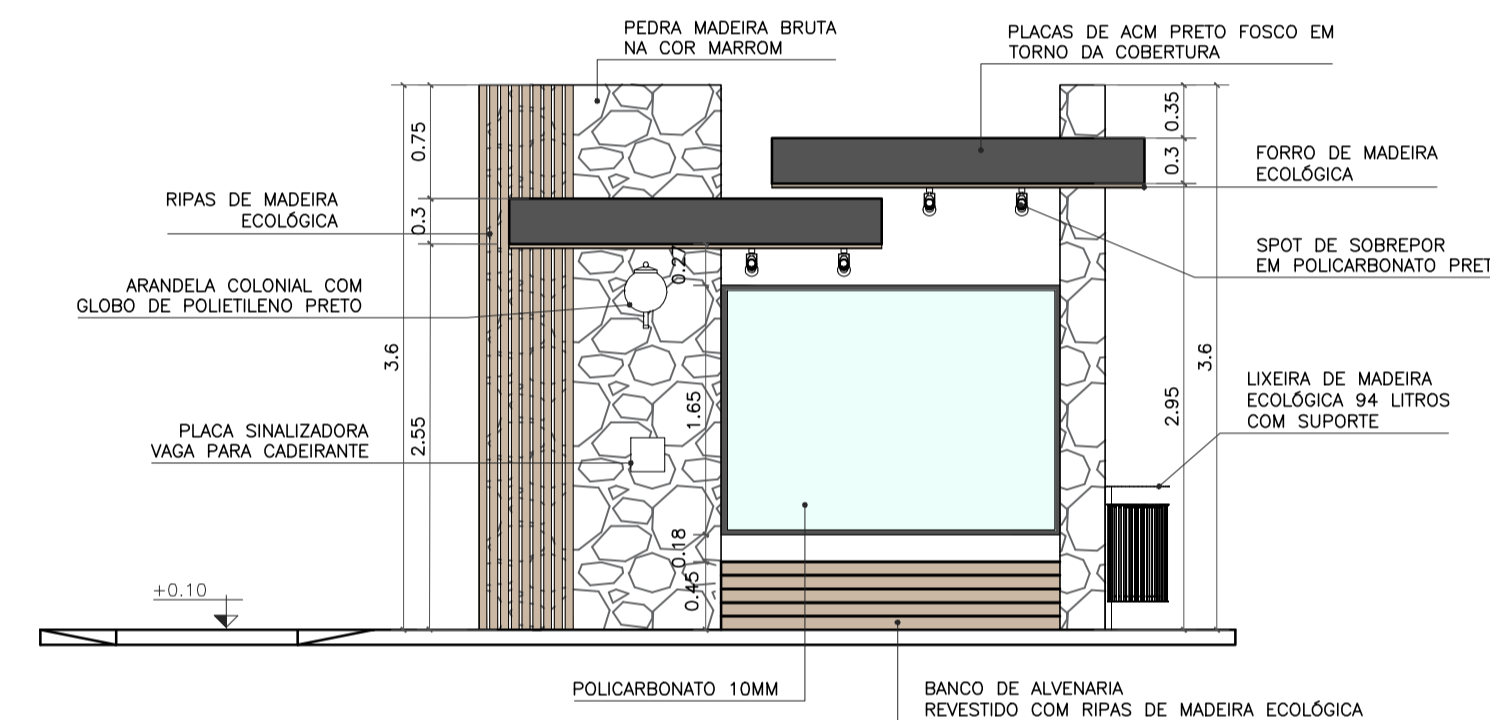 PEDRA MADEIRA BRUTA
NA COR MARROM
PLACAS DE ACM PRETO FOSCO EM
TORNO DA COBERTURA
0.75
0.35
0.3
FORRO DE MADEIRA
ECOLÓGICA
RIPAS DE MADEIRA
ECOLÓGICA
0.3
SPOT DE SOBREPOR
EM POLICARBONATO PRET
0.27
ARANDELA COLONIAL COM
GLOBO DE POLIETILENO PRETO
3.6
3.6
LIXEIRA DE MADEIRA
ECOLÓGICA 94 LITROS
COM SUPORTE
1.65
2.95
PLACA SINALIZADORA
VAGA PARA CADEIRANTE
2.55
0.18
0.45
+0.10
POLICARBONATO 10MM
BANCO DE ALVENARIA
REVESTIDO COM RIPAS DE MADEIRA ECOLÓGICA